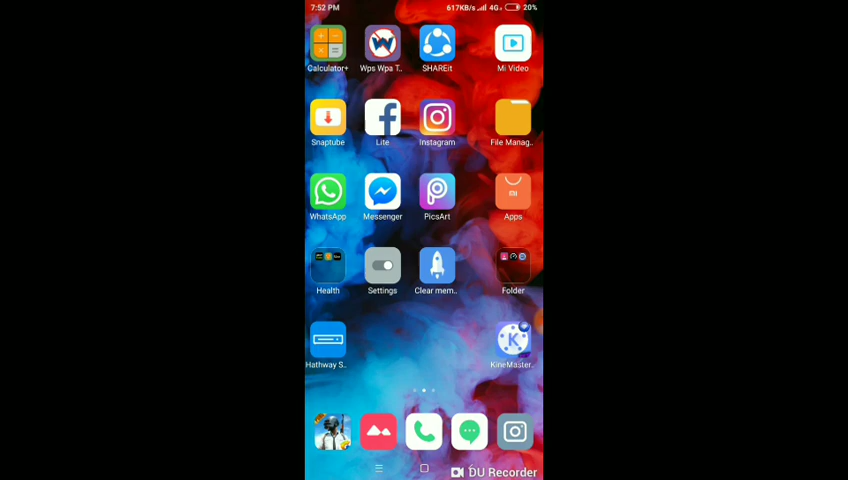 7:52 PM 617KB/s 4G+ 20%
Calculator+ Wps Wpa T.. SHAREit Mi Video
Snaptube Lite Instagram File Manag..
WhatsApp Messenger PicsArt Apps
Health Settings Clear mem.. Folder
Hathway S.. KineMaster..
DU Recorder